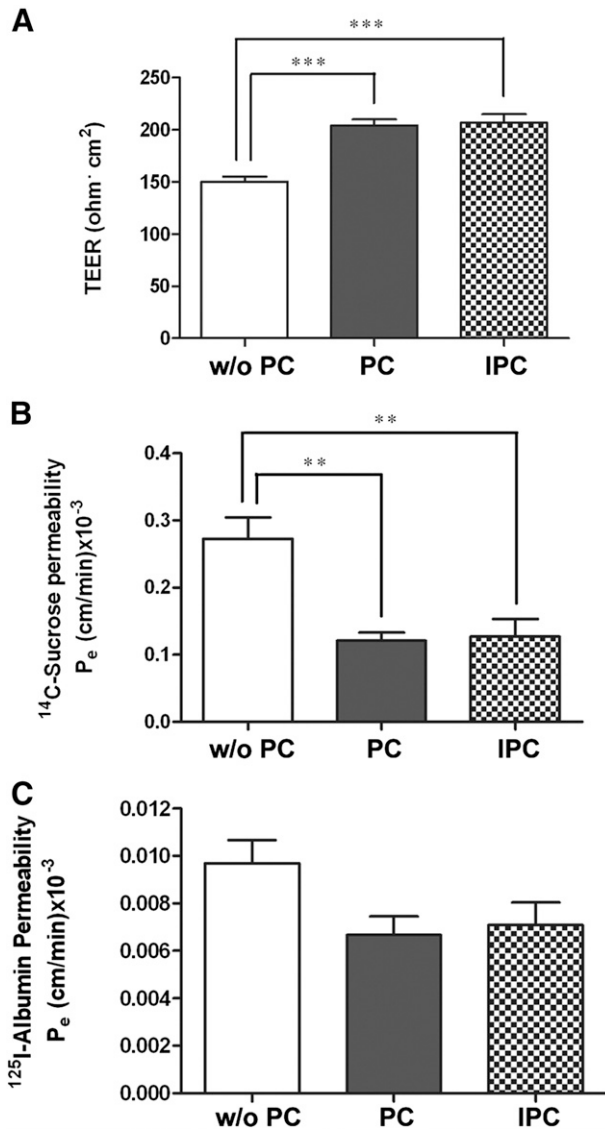 A
***
***
250
200
150
100
50
0
TEER (ohm· cm²)
w/o PC PC IPC
B
**
**
0.4
0.3
0.2
0.1
0.0
¹⁴C-Sucrose permeability
Pₑ (cm/min)x10⁻³
w/o PC PC IPC
C
0.012
0.010
0.008
0.006
0.004
0.002
0.000
¹²⁵I-Albumin Permeability
Pₑ (cm/min)x10⁻³
w/o PC PC IPC